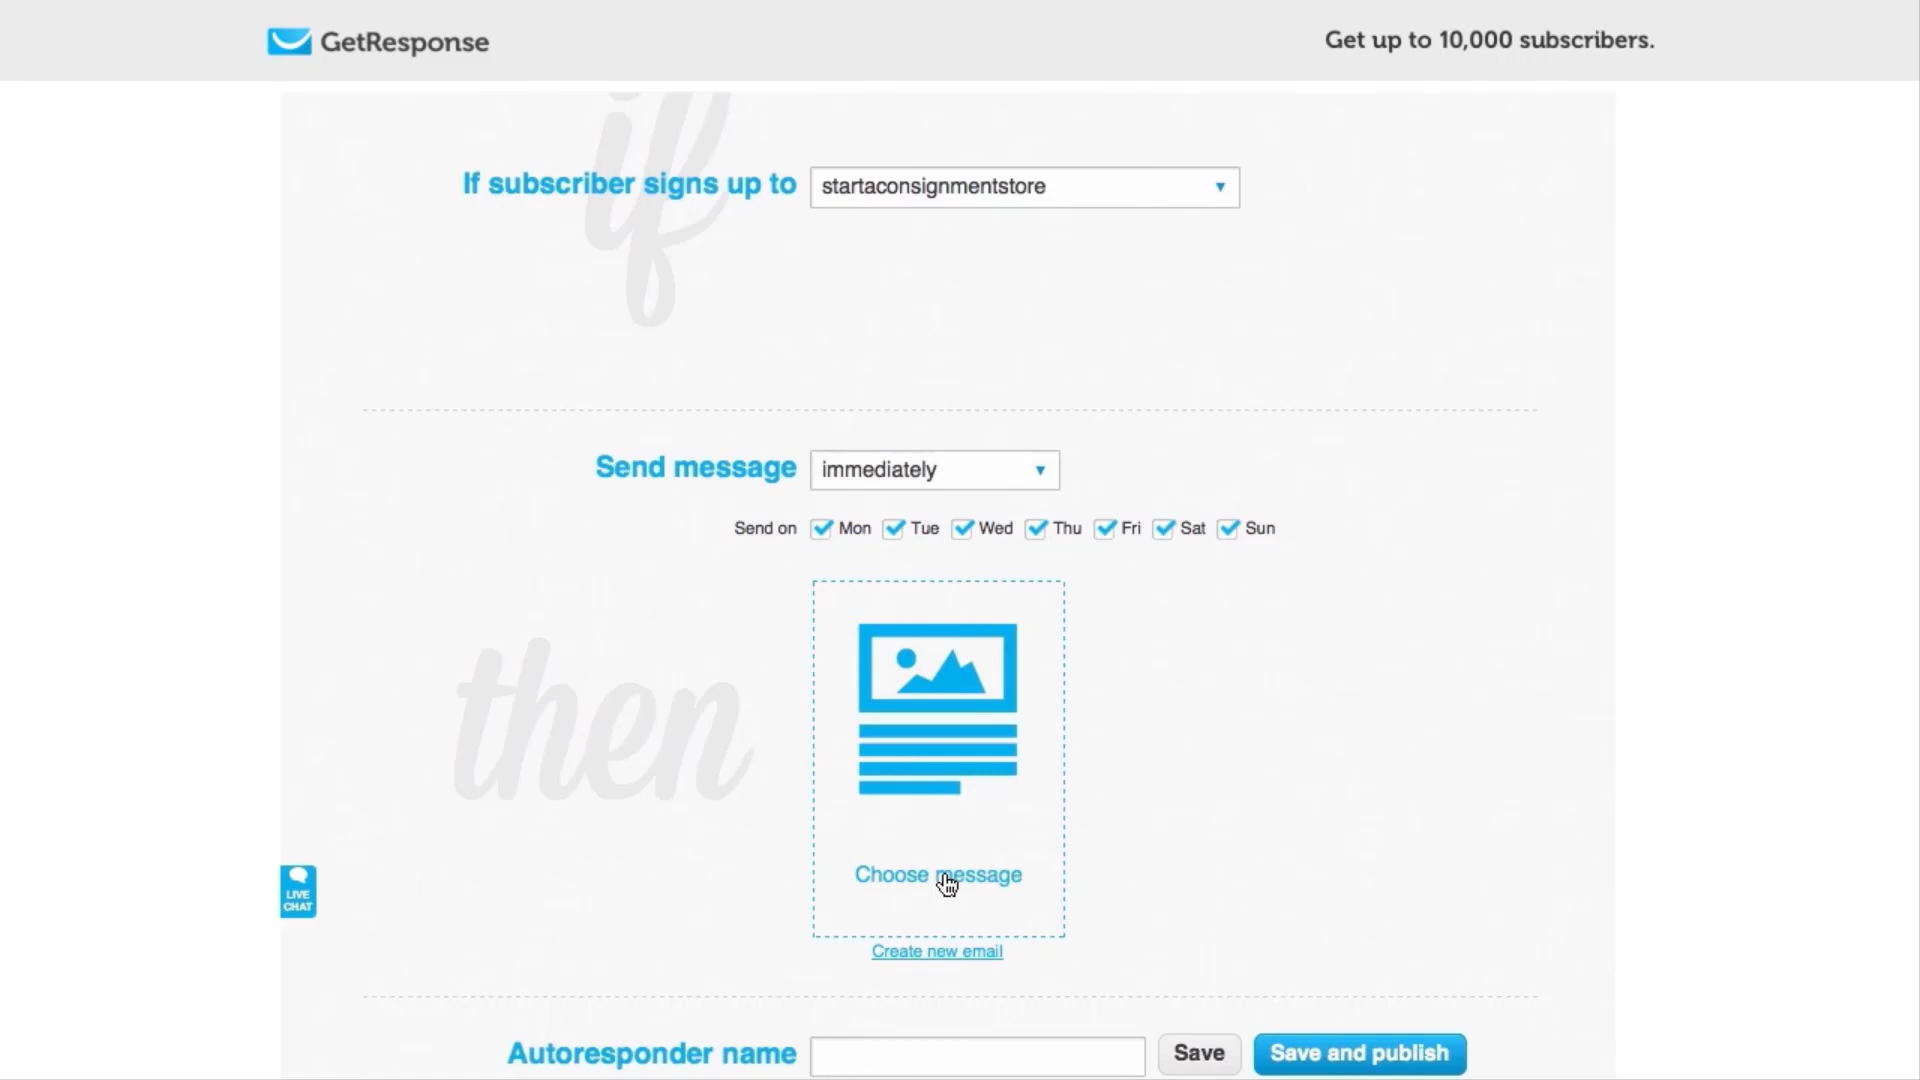 GetResponse
Get up to 10,000 subscribers.
if
If subscriber signs up to startaconsignmentstore
Send message immediately
Send on Mon Tue Wed Thu Fri Sat Sun
then
Choose message
LIVE
CHAT
Create new email
Autoresponder name Save Save and publish